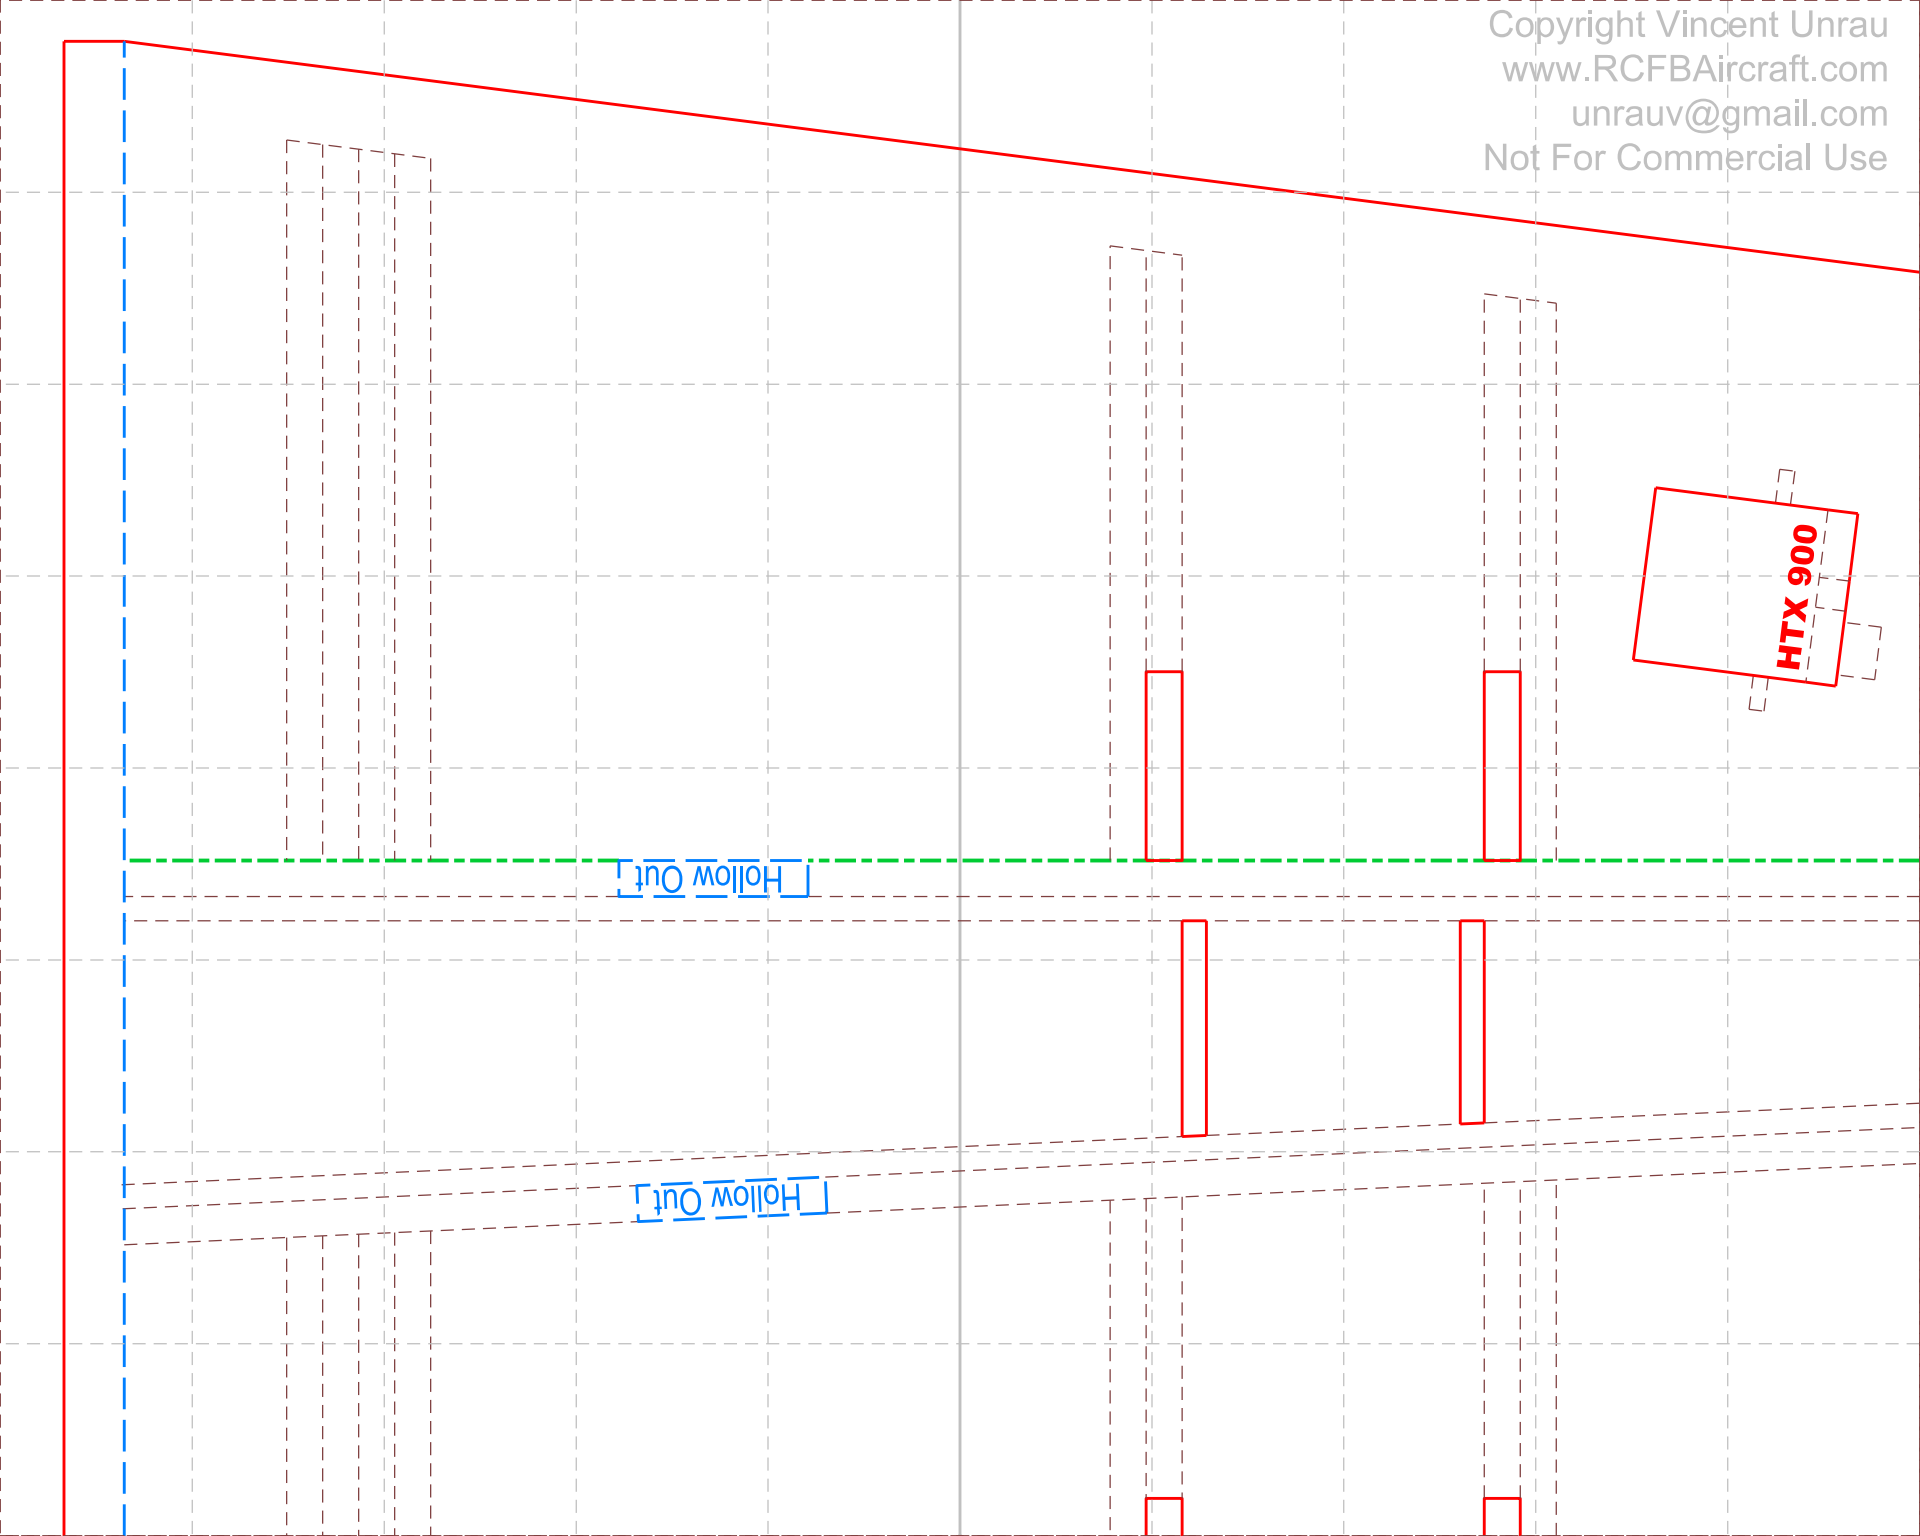 Copyright Vincent Unrau
www.RCFBAircraft.com
unrauv@gmail.com
Not For Commercial Use
HTX 900
Hollow Out
Hollow Out